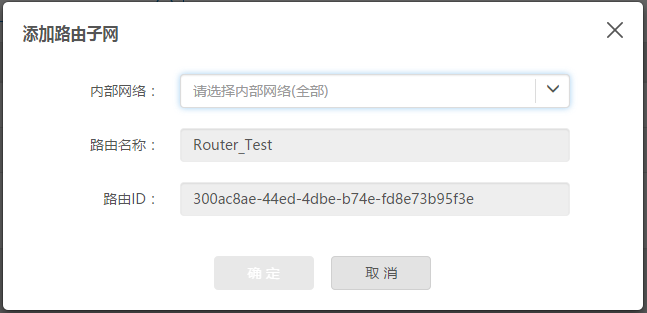 添加路由子网
内部网络： 请选择内部网络(全部)
路由名称： Router_Test
路由ID： 300ac8ae-44ed-4dbe-b74e-fd8e73b95f3e
确定 取消